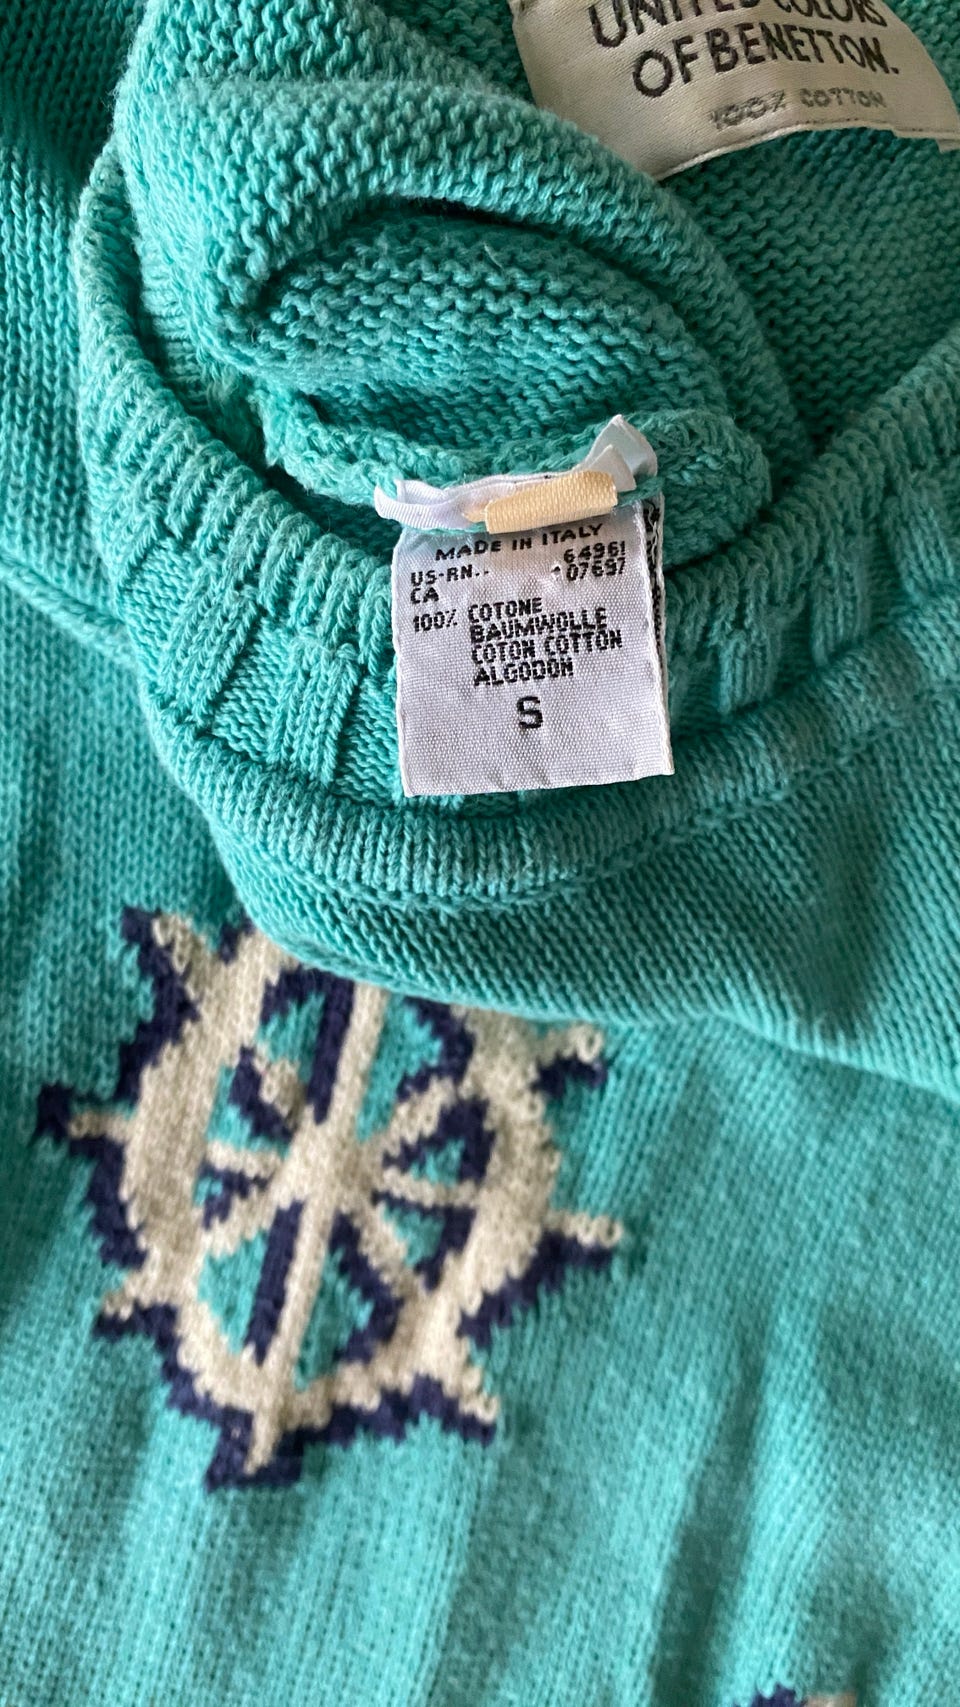 UNITED COLORS
OF BENETTON.
100% COTTON
MADE IN ITALY
US-RN.. 64961
CA 07697
100% COTONE
BAUMWOLLE
COTON COTTON
ALGODON
S